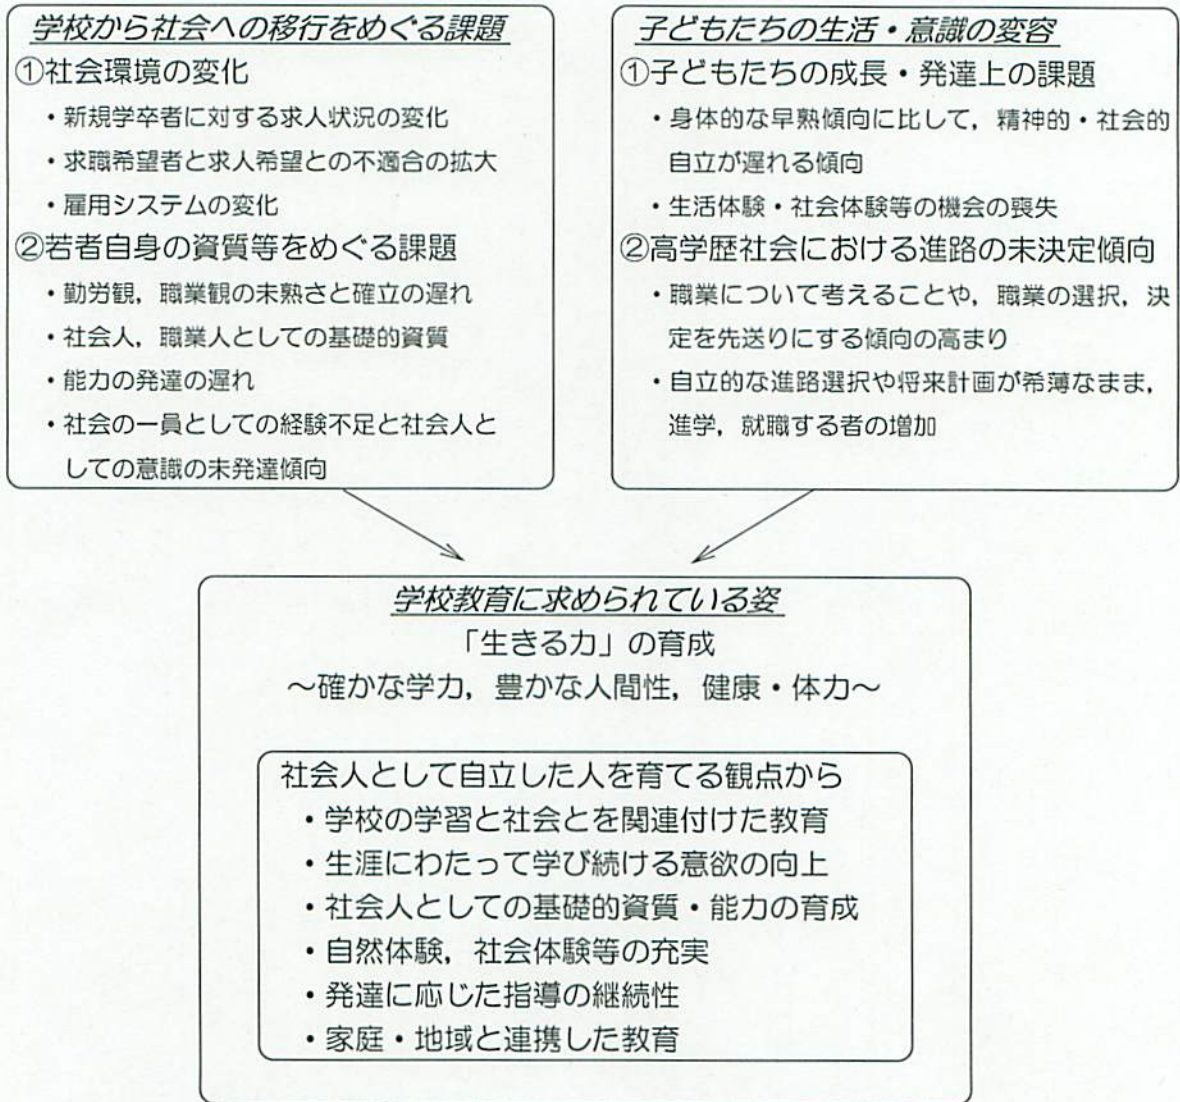 学校から社会への移行をめぐる課題
①社会環境の変化
・新規学卒者に対する求人状況の変化
・求職希望者と求人希望との不適合の拡大
・雇用システムの変化
②若者自身の資質等をめぐる課題
・勤労観，職業観の未熟さと確立の遅れ
・社会人，職業人としての基礎的資質
・能力の発達の遅れ
・社会の一員としての経験不足と社会人と
しての意識の未発達傾向
子どもたちの生活・意識の変容
①子どもたちの成長・発達上の課題
・身体的な早熟傾向に比して，精神的・社会的
自立が遅れる傾向
・生活体験・社会体験等の機会の喪失
②高学歴社会における進路の未決定傾向
・職業について考えることや，職業の選択，決
定を先送りにする傾向の高まり
・自立的な進路選択や将来計画が希薄なまま，
進学，就職する者の増加
学校教育に求められている姿
「生きる力」の育成
～確かな学力，豊かな人間性，健康・体力～
社会人として自立した人を育てる観点から
・学校の学習と社会とを関連付けた教育
・生涯にわたって学び続ける意欲の向上
・社会人としての基礎的資質・能力の育成
・自然体験，社会体験等の充実
・発達に応じた指導の継続性
・家庭・地域と連携した教育